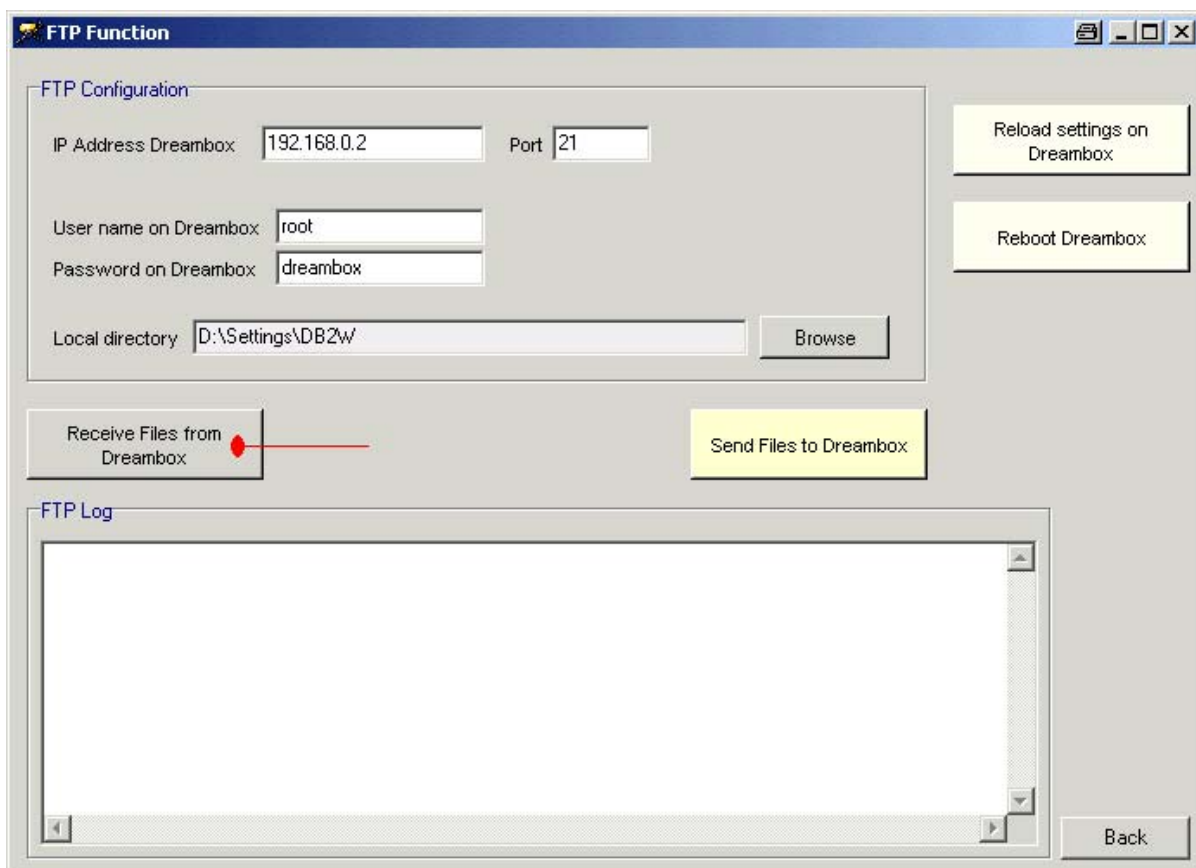 FTP Function
FTP Configuration
IP Address Dreambox 192.168.0.2 Port 21
Reload settings on
Dreambox
User name on Dreambox root
Reboot Dreambox
Password on Dreambox dreambox
Local directory D:\Settings\DB2W
Browse
Receive Files from
Dreambox
Send Files to Dreambox
FTP Log
Back